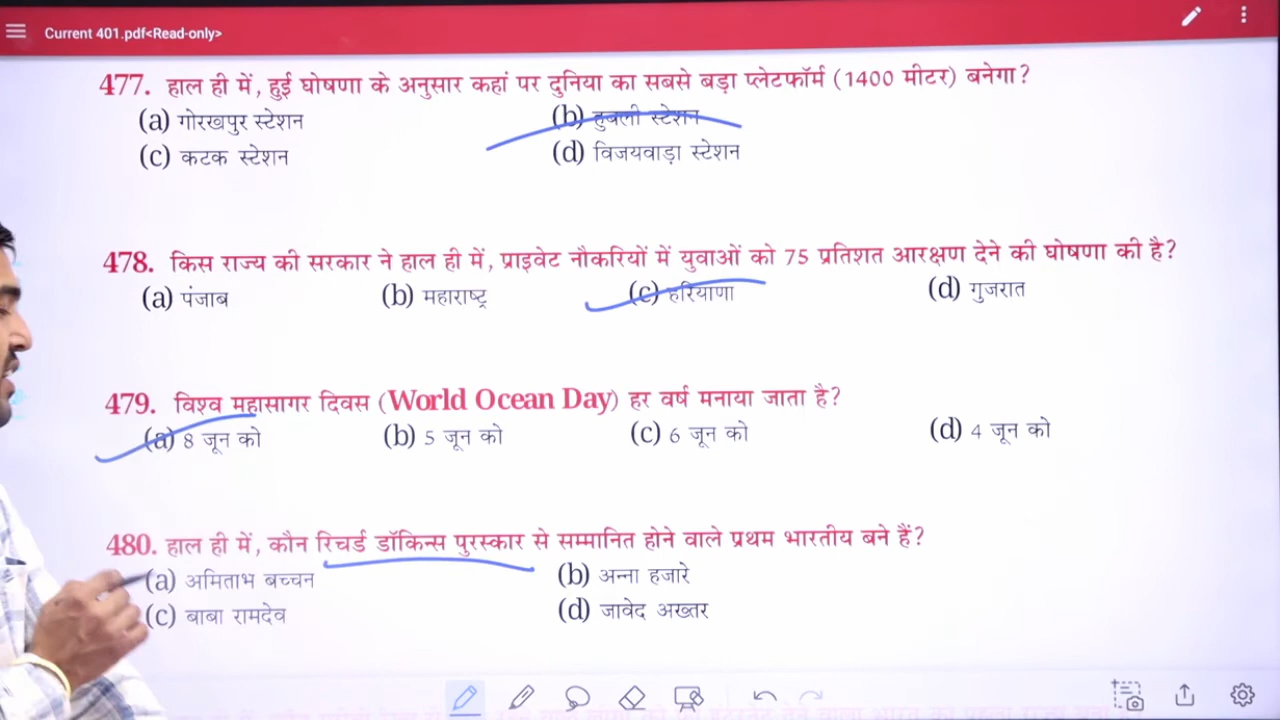 Current 401.pdf<Read-only>
477. हाल ही में, हुई घोषणा के अनुसार कहां पर दुनिया का सबसे बड़ा प्लेटफॉर्म (1400 मीटर) बनेगा?
(a) गोरखपुर स्टेशन (b) हुबली स्टेशन
(c) कटक स्टेशन (d) विजयवाड़ा स्टेशन
478. किस राज्य की सरकार ने हाल ही में, प्राइवेट नौकरियों में युवाओं को 75 प्रतिशत आरक्षण देने की घोषणा की है?
(a) पंजाब (b) महाराष्ट्र (c) हरियाणा (d) गुजरात
479. विश्व महासागर दिवस (World Ocean Day) हर वर्ष मनाया जाता है?
(a) 8 जून को (b) 5 जून को (c) 6 जून को (d) 4 जून को
480. हाल ही में, कौन रिचर्ड डॉकिन्स पुरस्कार से सम्मानित होने वाले प्रथम भारतीय बने हैं?
(a) अमिताभ बच्चन (b) अन्ना हजारे
(c) बाबा रामदेव (d) जावेद अख्तर